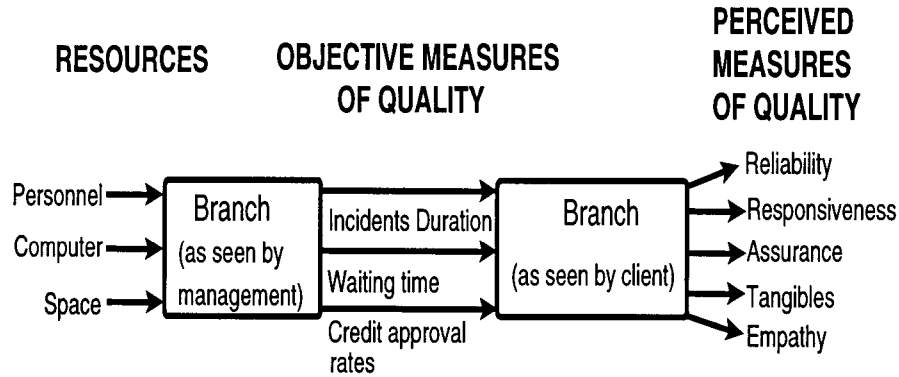 RESOURCES
OBJECTIVE MEASURES
OF QUALITY
PERCEIVED
MEASURES
OF QUALITY
Personnel
Computer
Space
Branch
(as seen by
management)
Incidents Duration
Waiting time
Credit approval
rates
Branch
(as seen by client)
Reliability
Responsiveness
Assurance
Tangibles
Empathy